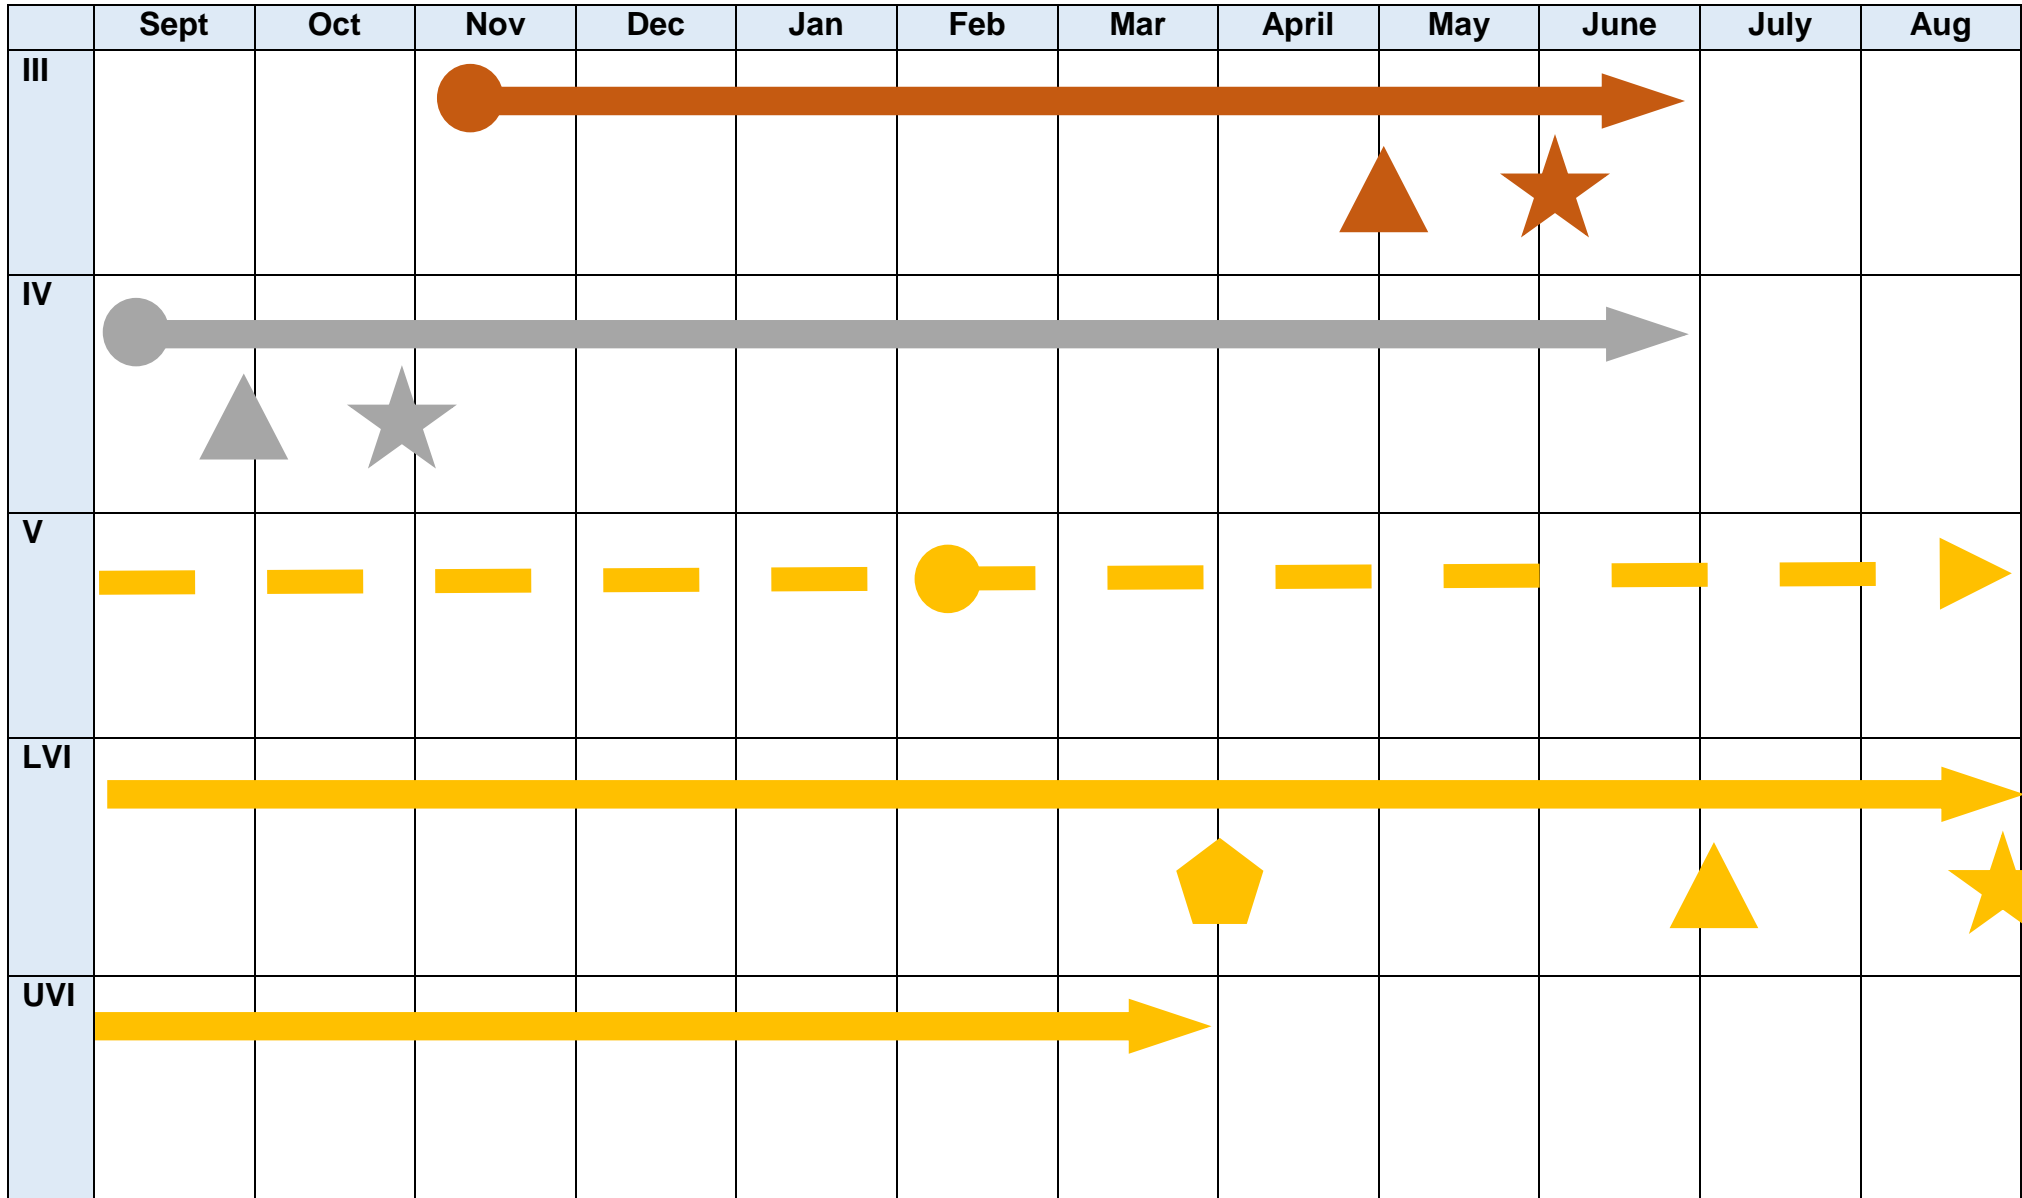 Sept Oct Nov Dec Jan Feb Mar April May June July Aug
III
IV
V
LVI
UVI